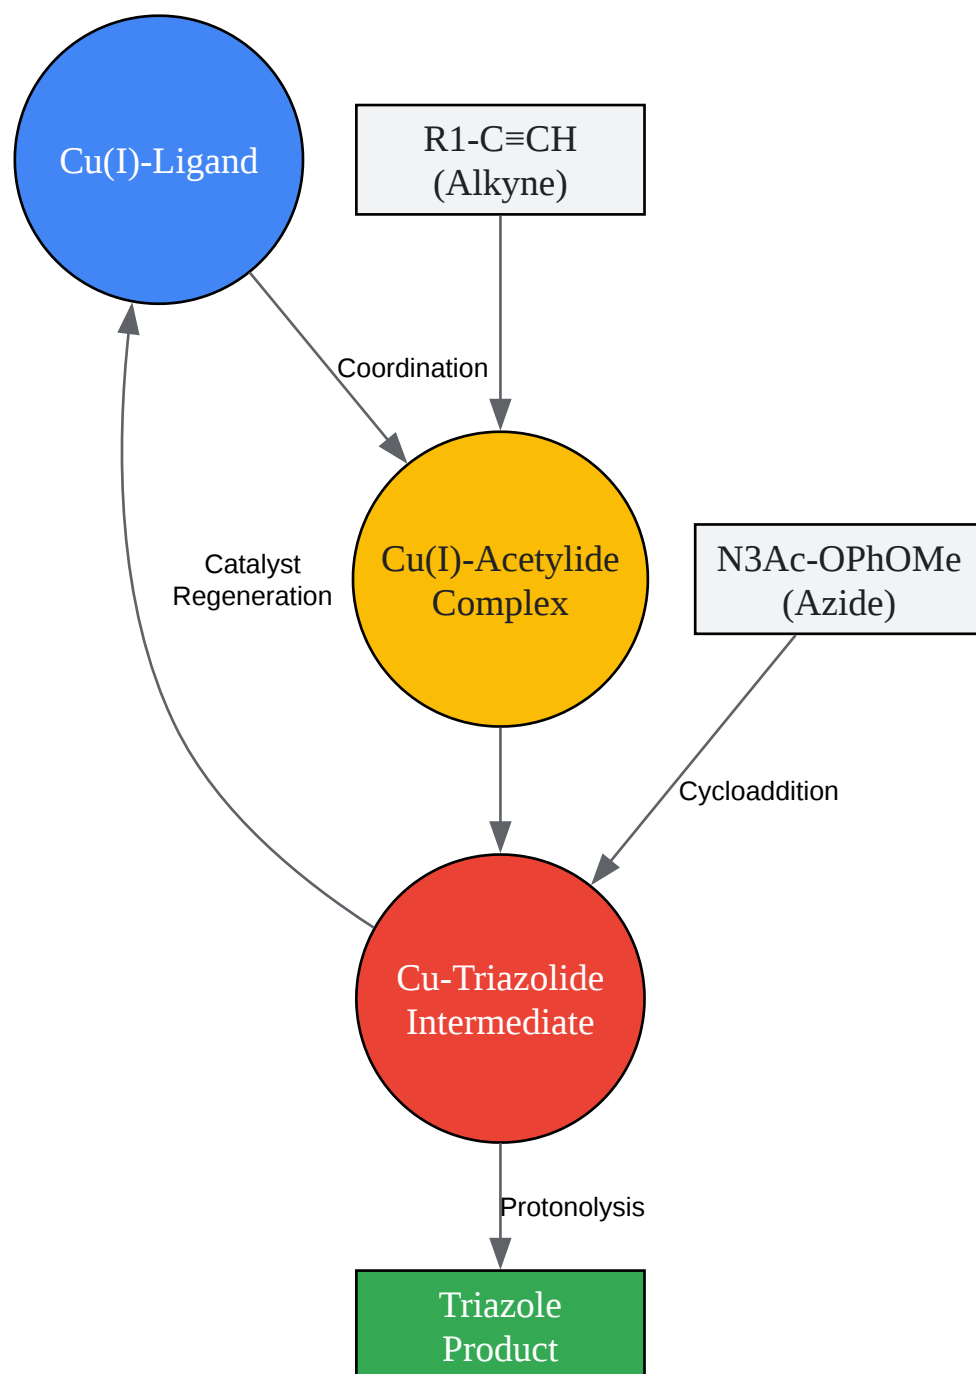 Cu(I)-Ligand
R1-C≡CH
(Alkyne)
Coordination
Cu(I)-Acetylide
Complex
N3Ac-OPhOMe
(Azide)
Catalyst
Regeneration
Cycloaddition
Cu-Triazolide
Intermediate
Protonolysis
Triazole
Product